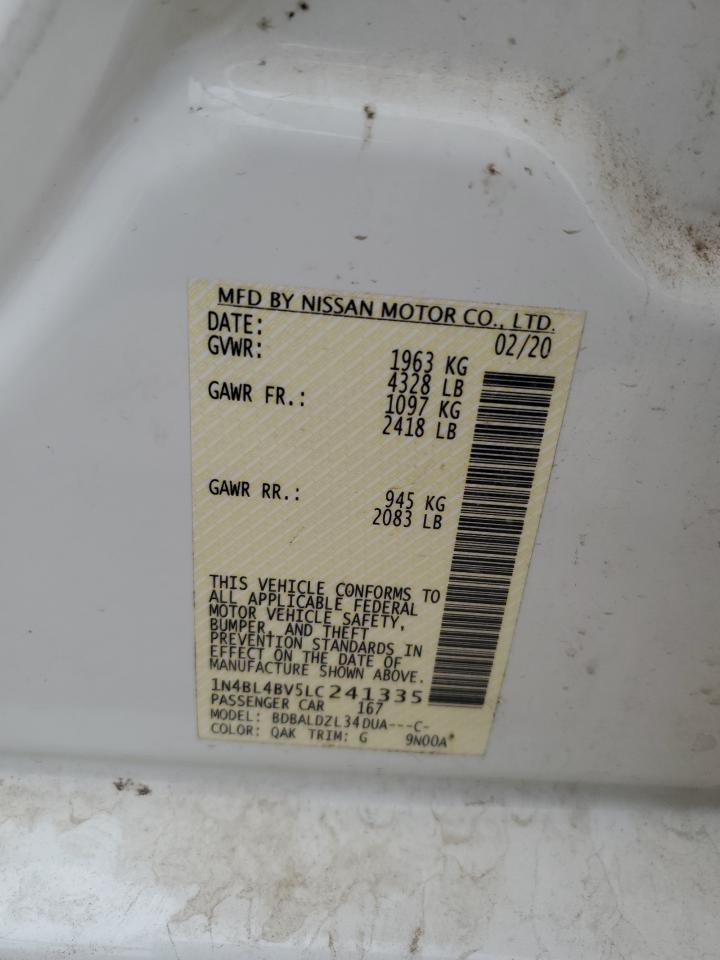 MFD BY NISSAN MOTOR CO., LTD.
DATE: 02/20
GVWR: 1963 KG
4328 LB
GAWR FR.: 1097 KG
2418 LB
GAWR RR.: 945 KG
2083 LB
THIS VEHICLE CONFORMS TO
ALL APPLICABLE FEDERAL
MOTOR VEHICLE SAFETY,
BUMPER, AND THEFT
PREVENTION STANDARDS IN
EFFECT ON THE DATE OF
MANUFACTURE SHOWN ABOVE.
1N4BL4BV5LC241335
PASSENGER CAR 167
MODEL: BDBALDZL34DUA---C-
COLOR: QAK TRIM: G 9N00A*